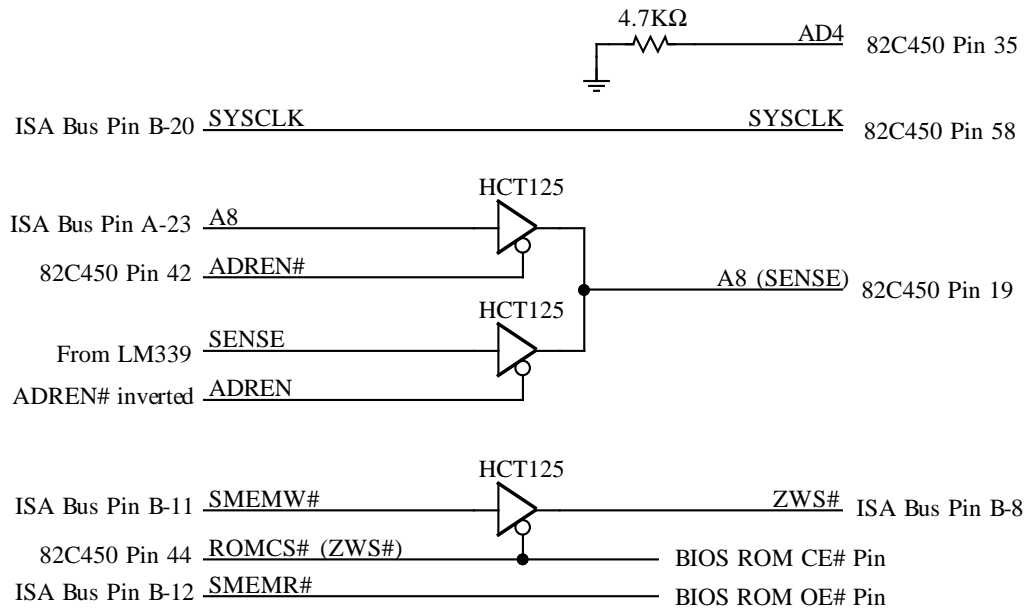 4.7KΩ
AD4 82C450 Pin 35
ISA Bus Pin B-20 SYSCLK SYSCLK 82C450 Pin 58
HCT125
ISA Bus Pin A-23 A8
82C450 Pin 42 ADREN#
A8 (SENSE) 82C450 Pin 19
HCT125
From LM339 SENSE
ADREN# inverted ADREN
HCT125
ISA Bus Pin B-11 SMEMW# ZWS# ISA Bus Pin B-8
82C450 Pin 44 ROMCS# (ZWS#) BIOS ROM CE# Pin
ISA Bus Pin B-12 SMEMR# BIOS ROM OE# Pin